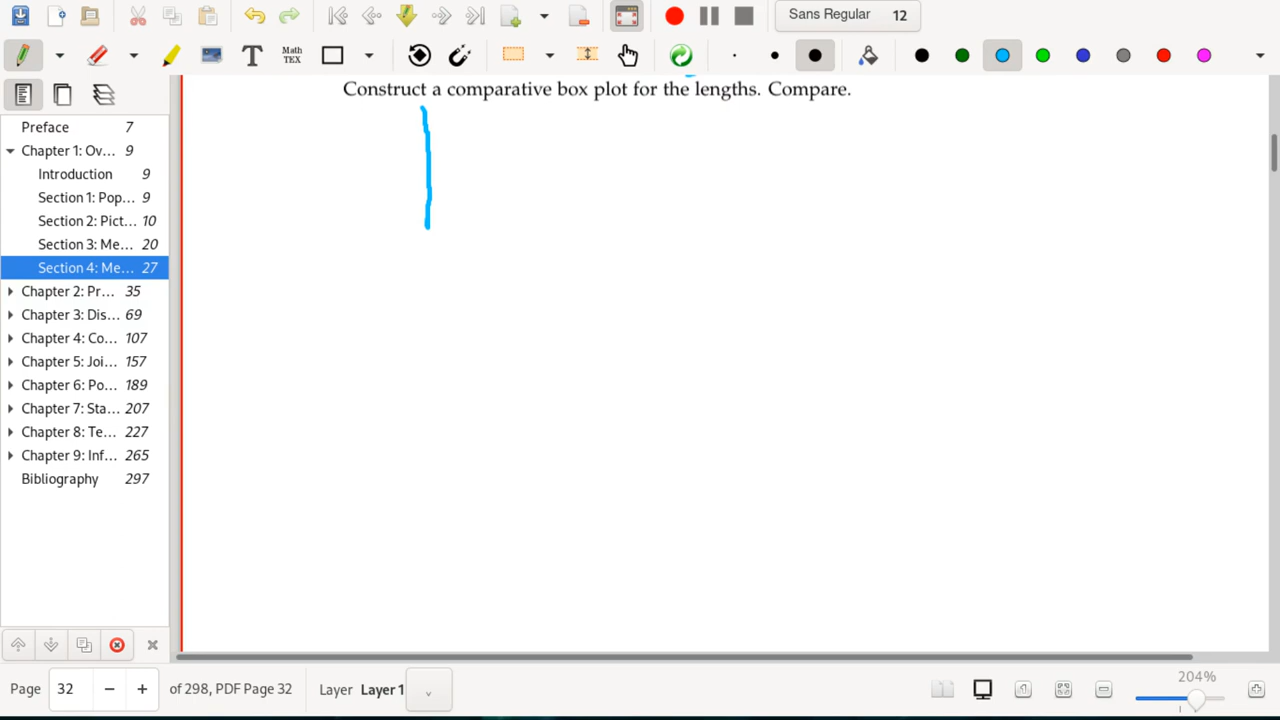 Sans Regular 12
Math
TEX
Preface 7
Chapter 1: Ov... 9
Introduction 9
Section 1: Pop... 9
Section 2: Pict... 10
Section 3: Me... 20
Section 4: Me... 27
Chapter 2: Pr... 35
Chapter 3: Dis... 69
Chapter 4: Co... 107
Chapter 5: Joi... 157
Chapter 6: Po... 189
Chapter 7: Sta... 207
Chapter 8: Te... 227
Chapter 9: Inf... 265
Bibliography 297
Construct a comparative box plot for the lengths. Compare.
Page 32 of 298, PDF Page 32 Layer Layer 1 204%